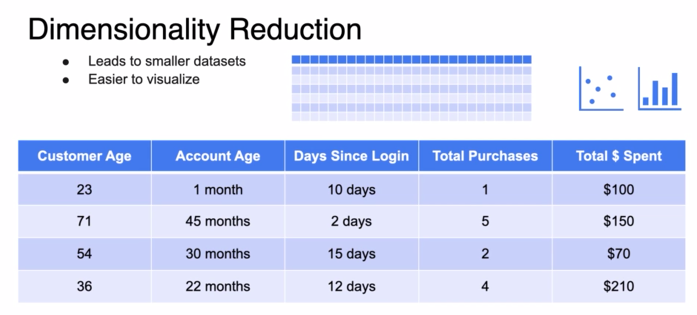 Dimensionality Reduction
● Leads to smaller datasets
● Easier to visualize
Customer Age Account Age Days Since Login Total Purchases Total $ Spent
23 1 month 10 days 1 $100
71 45 months 2 days 5 $150
54 30 months 15 days 2 $70
36 22 months 12 days 4 $210